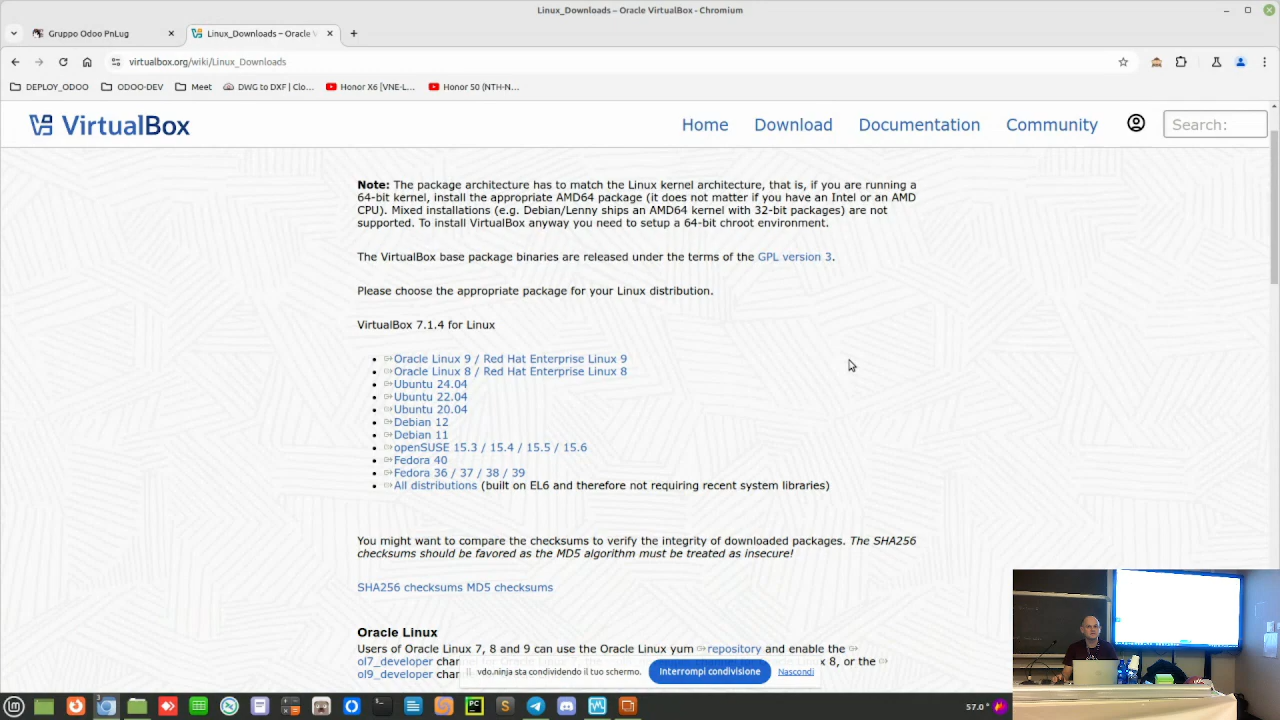 Linux_Downloads – Oracle VirtualBox - Chromium
Gruppo Odoo PnLug
Linux_Downloads – Oracle V
virtualbox.org/wiki/Linux_Downloads
DEPLOY_ODOO
ODOO-DEV
Meet
DWG to DXF | Clo...
Honor X6 [VNE-L...
Honor 50 (NTH-N...
VirtualBox
Home
Download
Documentation
Community
Search:
Note: The package architecture has to match the Linux kernel architecture, that is, if you are running a
64-bit kernel, install the appropriate AMD64 package (it does not matter if you have an Intel or an AMD
CPU). Mixed installations (e.g. Debian/Lenny ships an AMD64 kernel with 32-bit packages) are not
supported. To install VirtualBox anyway you need to setup a 64-bit chroot environment.
The VirtualBox base package binaries are released under the terms of the GPL version 3.
Please choose the appropriate package for your Linux distribution.
VirtualBox 7.1.4 for Linux
Oracle Linux 9 / Red Hat Enterprise Linux 9
Oracle Linux 8 / Red Hat Enterprise Linux 8
Ubuntu 24.04
Ubuntu 22.04
Ubuntu 20.04
Debian 12
Debian 11
openSUSE 15.3 / 15.4 / 15.5 / 15.6
Fedora 40
Fedora 36 / 37 / 38 / 39
All distributions (built on EL6 and therefore not requiring recent system libraries)
You might want to compare the checksums to verify the integrity of downloaded packages. The SHA256
checksums should be favored as the MD5 algorithm must be treated as insecure!
SHA256 checksums MD5 checksums
Oracle Linux
Users of Oracle Linux 7, 8 and 9 can use the Oracle Linux yum repository and enable the
ol7_developer chan
x 8, or the
ol9_developer chan
vdo.ninja sta condividendo il tuo schermo.
Interrompi condivisione
Nascondi
57.0 °